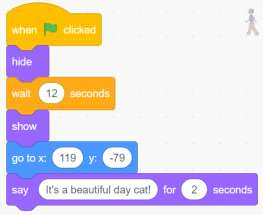 when clicked
hide
wait 12 seconds
show
go to x: 119 y: -79
say It's a beautiful day cat! for 2 seconds